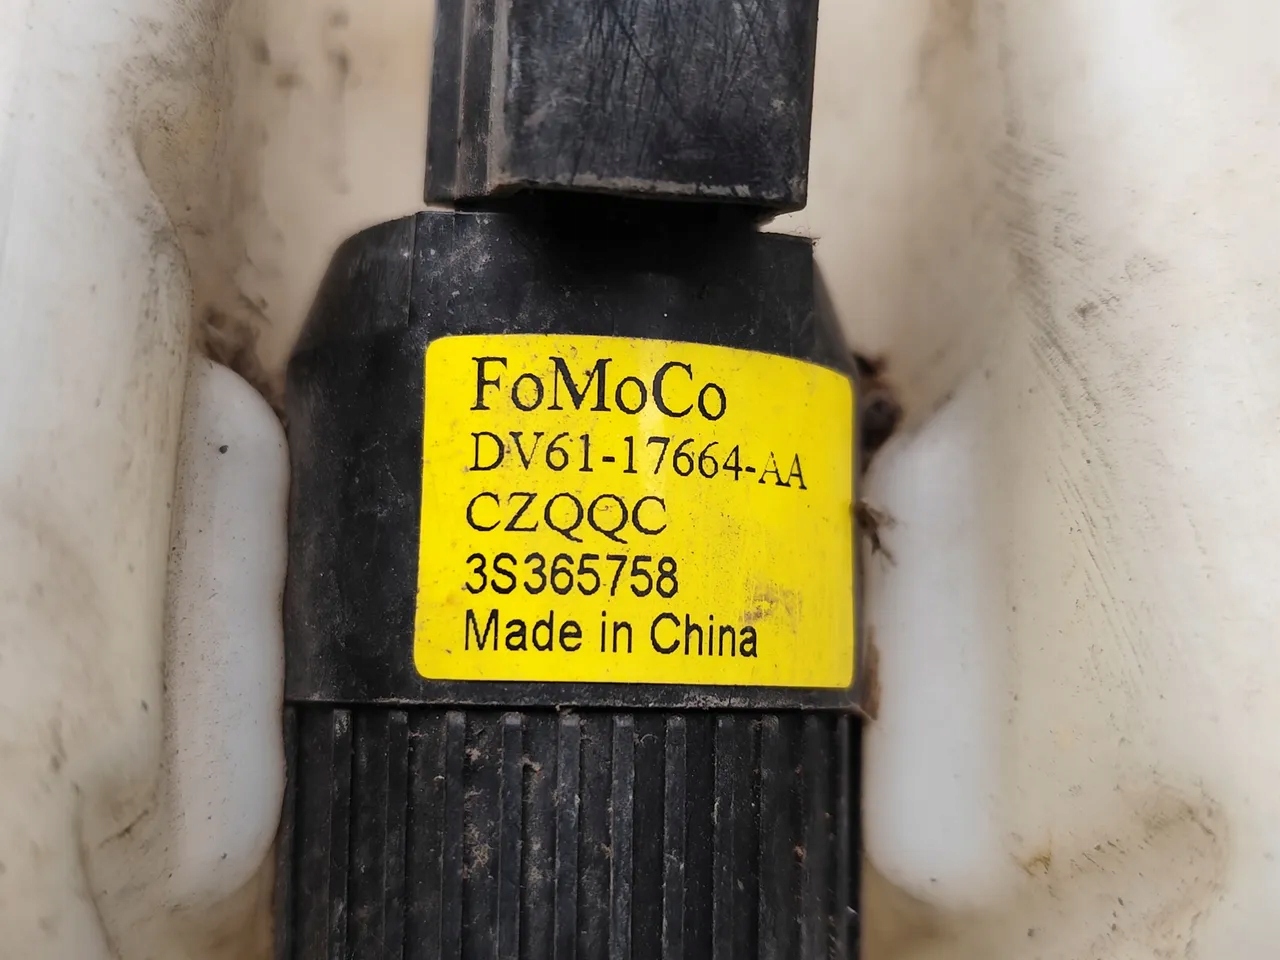 FoMoCo
DV61-17664-AA
CZQQC
3S365758
Made in China